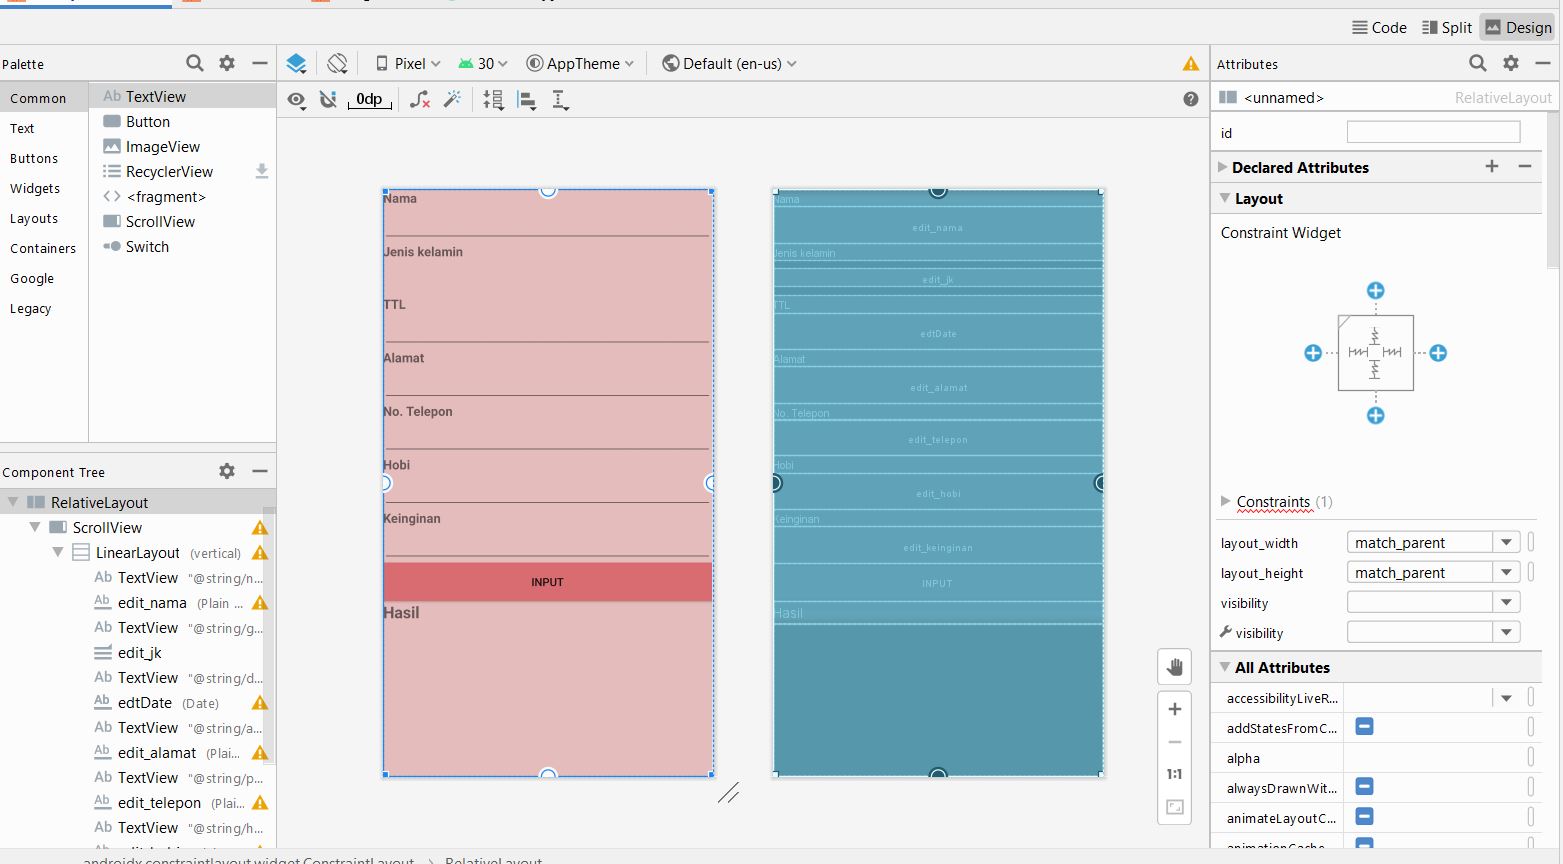 Code
Split
Design
Palette
Common
Text
Buttons
Widgets
Layouts
Containers
Google
Legacy
Ab TextView
Button
ImageView
RecyclerView
<fragment>
ScrollView
Switch
Pixel
30
AppTheme
Default (en-us)
0dp
Component Tree
RelativeLayout
ScrollView
LinearLayout (vertical)
Ab TextView "@string/n...
Ab edit_nama (Plain ...
Ab TextView "@string/g...
edit_jk
Ab TextView "@string/d...
Ab edtDate (Date)
Ab TextView "@string/a...
Ab edit_alamat (Plai...
Ab TextView "@string/p...
Ab edit_telepon (Plai...
Ab TextView "@string/h...
Nama
Jenis kelamin
TTL
Alamat
No. Telepon
Hobi
Keinginan
INPUT
Hasil
Nama
edit_nama
Jenis kelamin
edit_jk
TTL
edtDate
Alamat
edit_alamat
No. Telepon
edit_telepon
Hobi
edit_hobi
Keinginan
edit_keinginan
INPUT
Hasil
1:1
Attributes
<unnamed> RelativeLayout
id
Declared Attributes
Layout
Constraint Widget
Constraints (1)
layout_width match_parent
layout_height match_parent
visibility
visibility
All Attributes
accessibilityLiveR...
addStatesFromC...
alpha
alwaysDrawnWit...
animateLayoutC...
androidx.constraintlayout.widget.ConstraintLayout > RelativeLayout